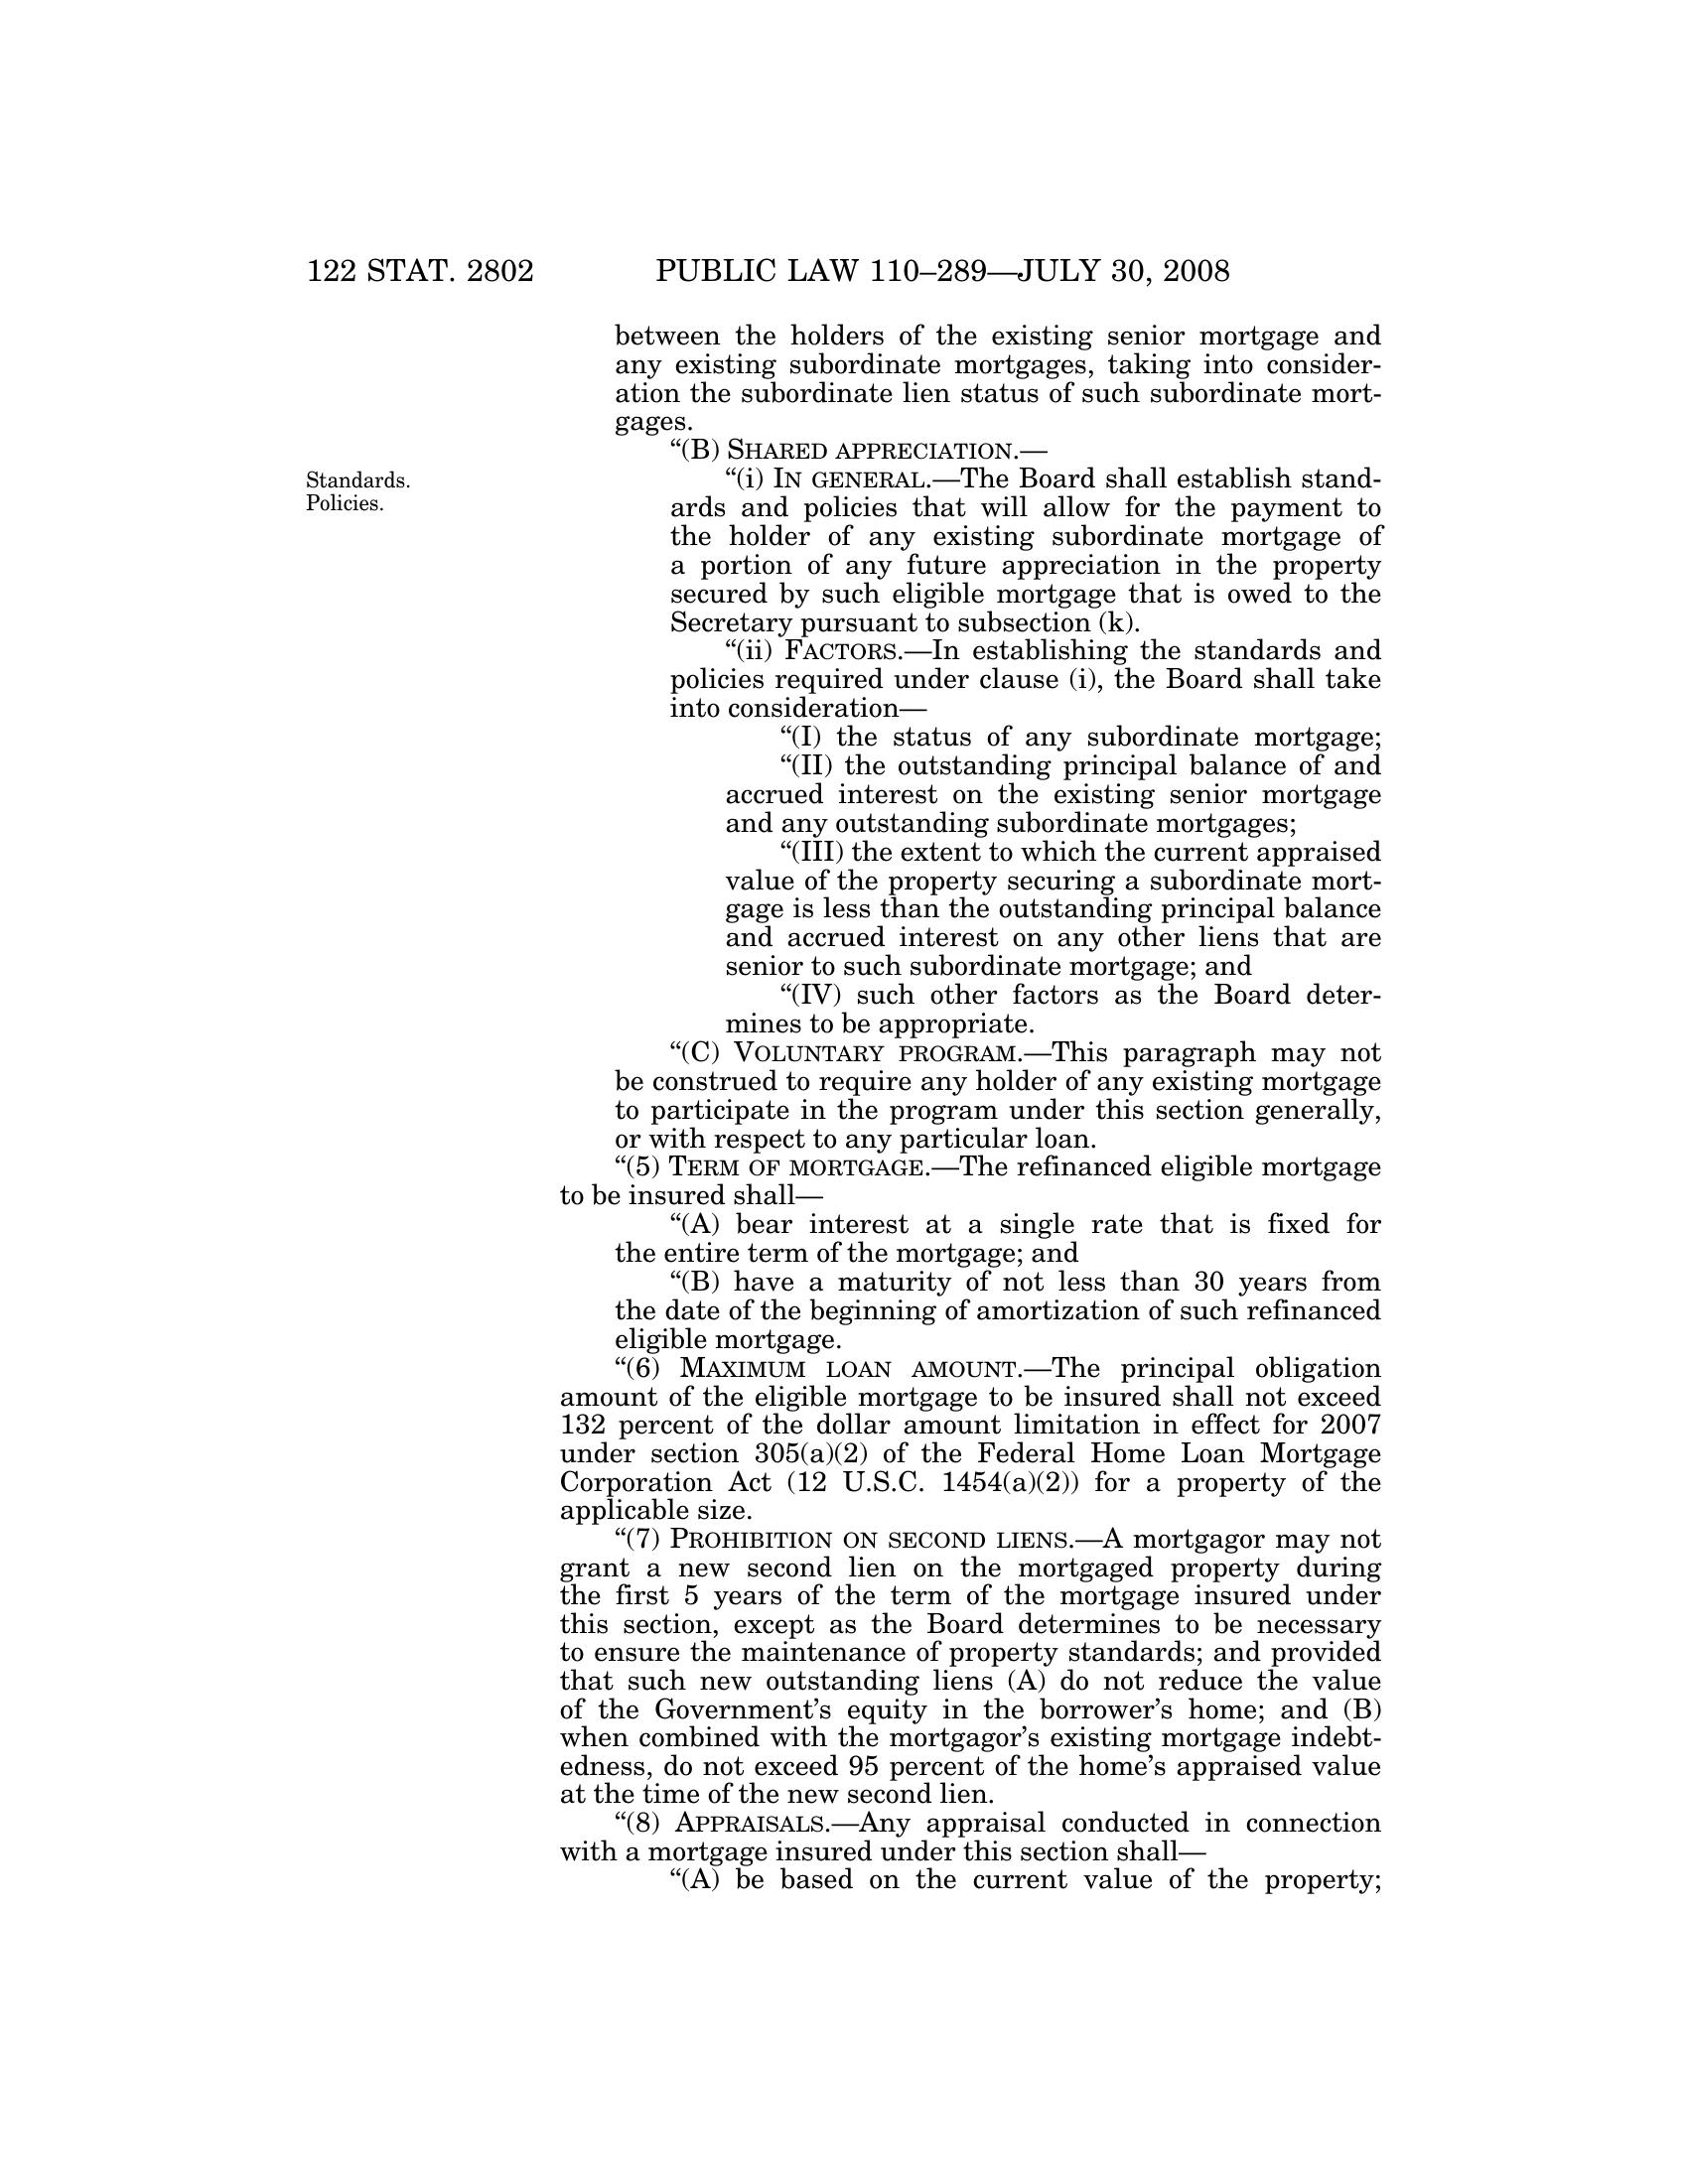 122 STAT. 2802 PUBLIC LAW 110–289—JULY 30, 2008
between the holders of the existing senior mortgage and
any existing subordinate mortgages, taking into consider-
ation the subordinate lien status of such subordinate mort-
gages.
“(B) SHARED APPRECIATION.—
Standards.
Policies.
“(i) IN GENERAL.—The Board shall establish stand-
ards and policies that will allow for the payment to
the holder of any existing subordinate mortgage of
a portion of any future appreciation in the property
secured by such eligible mortgage that is owed to the
Secretary pursuant to subsection (k).
“(ii) FACTORS.—In establishing the standards and
policies required under clause (i), the Board shall take
into consideration—
“(I) the status of any subordinate mortgage;
“(II) the outstanding principal balance of and
accrued interest on the existing senior mortgage
and any outstanding subordinate mortgages;
“(III) the extent to which the current appraised
value of the property securing a subordinate mort-
gage is less than the outstanding principal balance
and accrued interest on any other liens that are
senior to such subordinate mortgage; and
“(IV) such other factors as the Board deter-
mines to be appropriate.
“(C) VOLUNTARY PROGRAM.—This paragraph may not
be construed to require any holder of any existing mortgage
to participate in the program under this section generally,
or with respect to any particular loan.
“(5) TERM OF MORTGAGE.—The refinanced eligible mortgage
to be insured shall—
“(A) bear interest at a single rate that is fixed for
the entire term of the mortgage; and
“(B) have a maturity of not less than 30 years from
the date of the beginning of amortization of such refinanced
eligible mortgage.
“(6) MAXIMUM LOAN AMOUNT.—The principal obligation
amount of the eligible mortgage to be insured shall not exceed
132 percent of the dollar amount limitation in effect for 2007
under section 305(a)(2) of the Federal Home Loan Mortgage
Corporation Act (12 U.S.C. 1454(a)(2)) for a property of the
applicable size.
“(7) PROHIBITION ON SECOND LIENS.—A mortgagor may not
grant a new second lien on the mortgaged property during
the first 5 years of the term of the mortgage insured under
this section, except as the Board determines to be necessary
to ensure the maintenance of property standards; and provided
that such new outstanding liens (A) do not reduce the value
of the Government’s equity in the borrower’s home; and (B)
when combined with the mortgagor’s existing mortgage indebt-
edness, do not exceed 95 percent of the home’s appraised value
at the time of the new second lien.
“(8) APPRAISALS.—Any appraisal conducted in connection
with a mortgage insured under this section shall—
“(A) be based on the current value of the property;